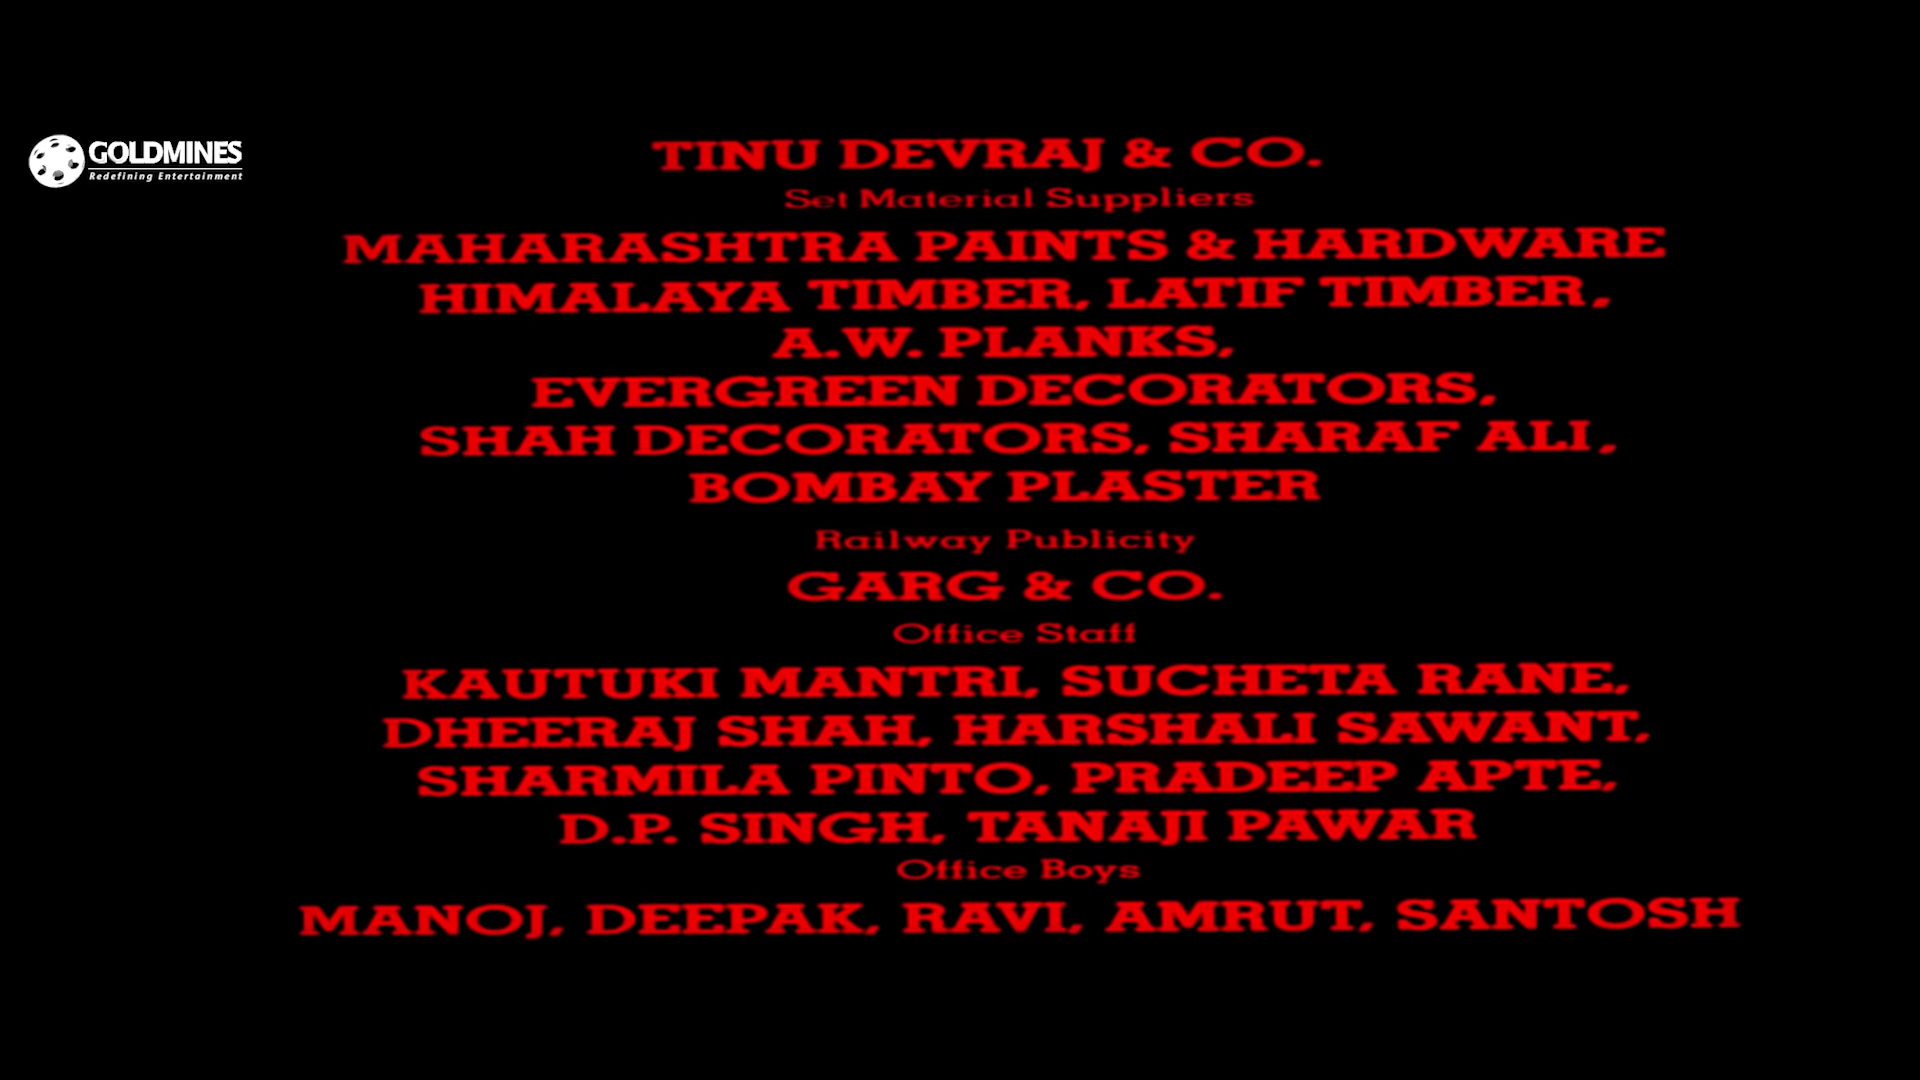 GOLDMINES
Redefining Entertainment
TINU DEVRAJ & CO.
Set Material Suppliers
MAHARASHTRA PAINTS & HARDWARE
HIMALAYA TIMBER, LATIF TIMBER,
A.W. PLANKS,
EVERGREEN DECORATORS,
SHAH DECORATORS, SHARAF ALI,
BOMBAY PLASTER
Railway Publicity
GARG & CO.
Office Staff
KAUTUKI MANTRI, SUCHETA RANE,
DHEERAJ SHAH, HARSHALI SAWANT,
SHARMILA PINTO, PRADEEP APTE,
D.P. SINGH, TANAJI PAWAR
Office Boys
MANOJ, DEEPAK, RAVI, AMRUT, SANTOSH